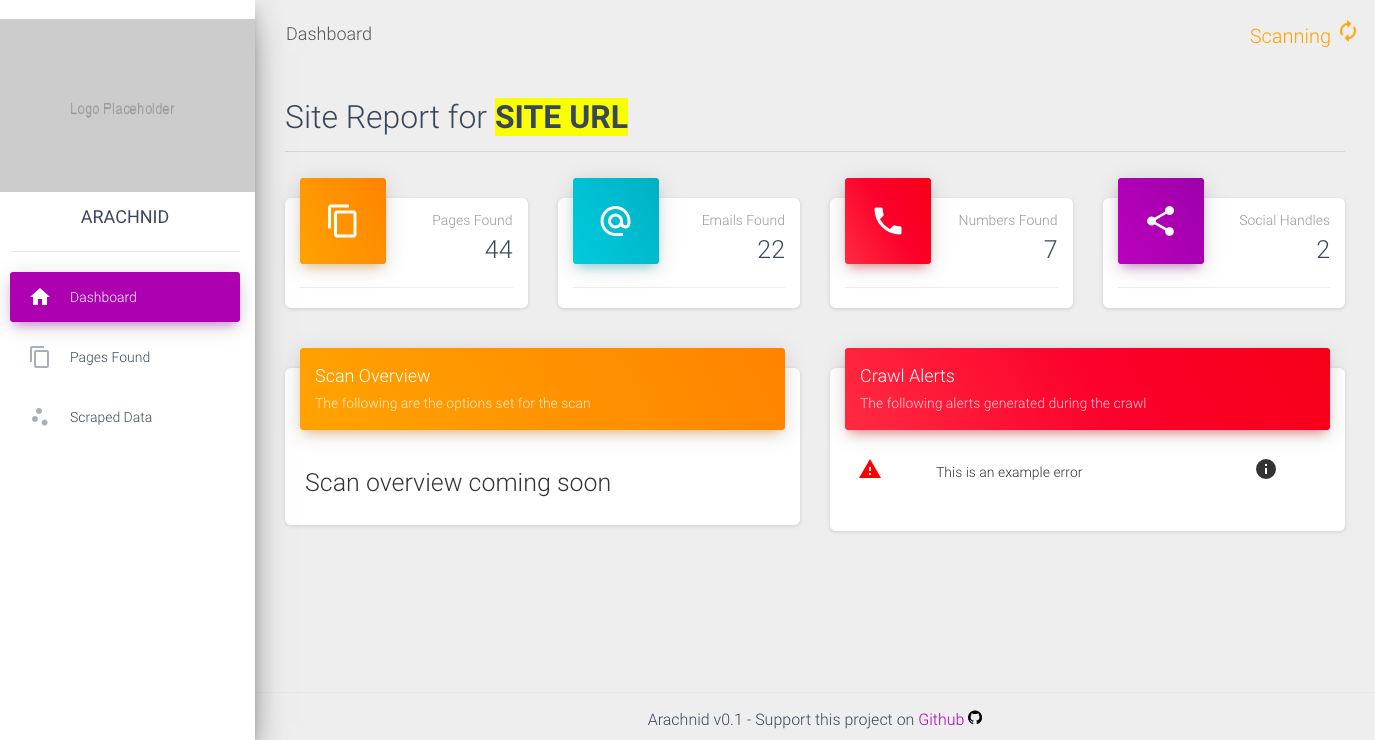 Logo Placeholder
ARACHNID
Dashboard
Pages Found
Scraped Data
Dashboard
Scanning
Site Report for SITE URL
Pages Found
44
Emails Found
22
Numbers Found
7
Social Handles
2
Scan Overview
The following are the options set for the scan
Scan overview coming soon
Crawl Alerts
The following alerts generated during the crawl
This is an example error
Arachnid v0.1 - Support this project on Github